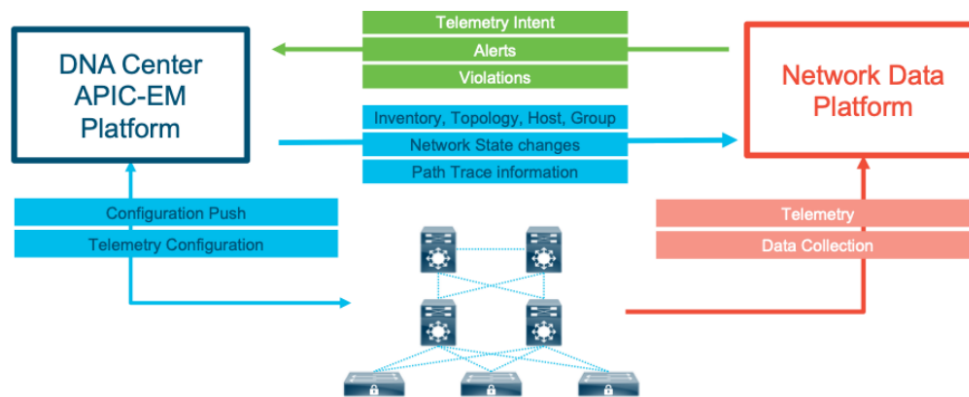 DNA Center
APIC-EM
Platform
Telemetry Intent
Alerts
Violations
Network Data
Platform
Inventory, Topology, Host, Group
Network State changes
Path Trace information
Configuration Push
Telemetry Configuration
Telemetry
Data Collection